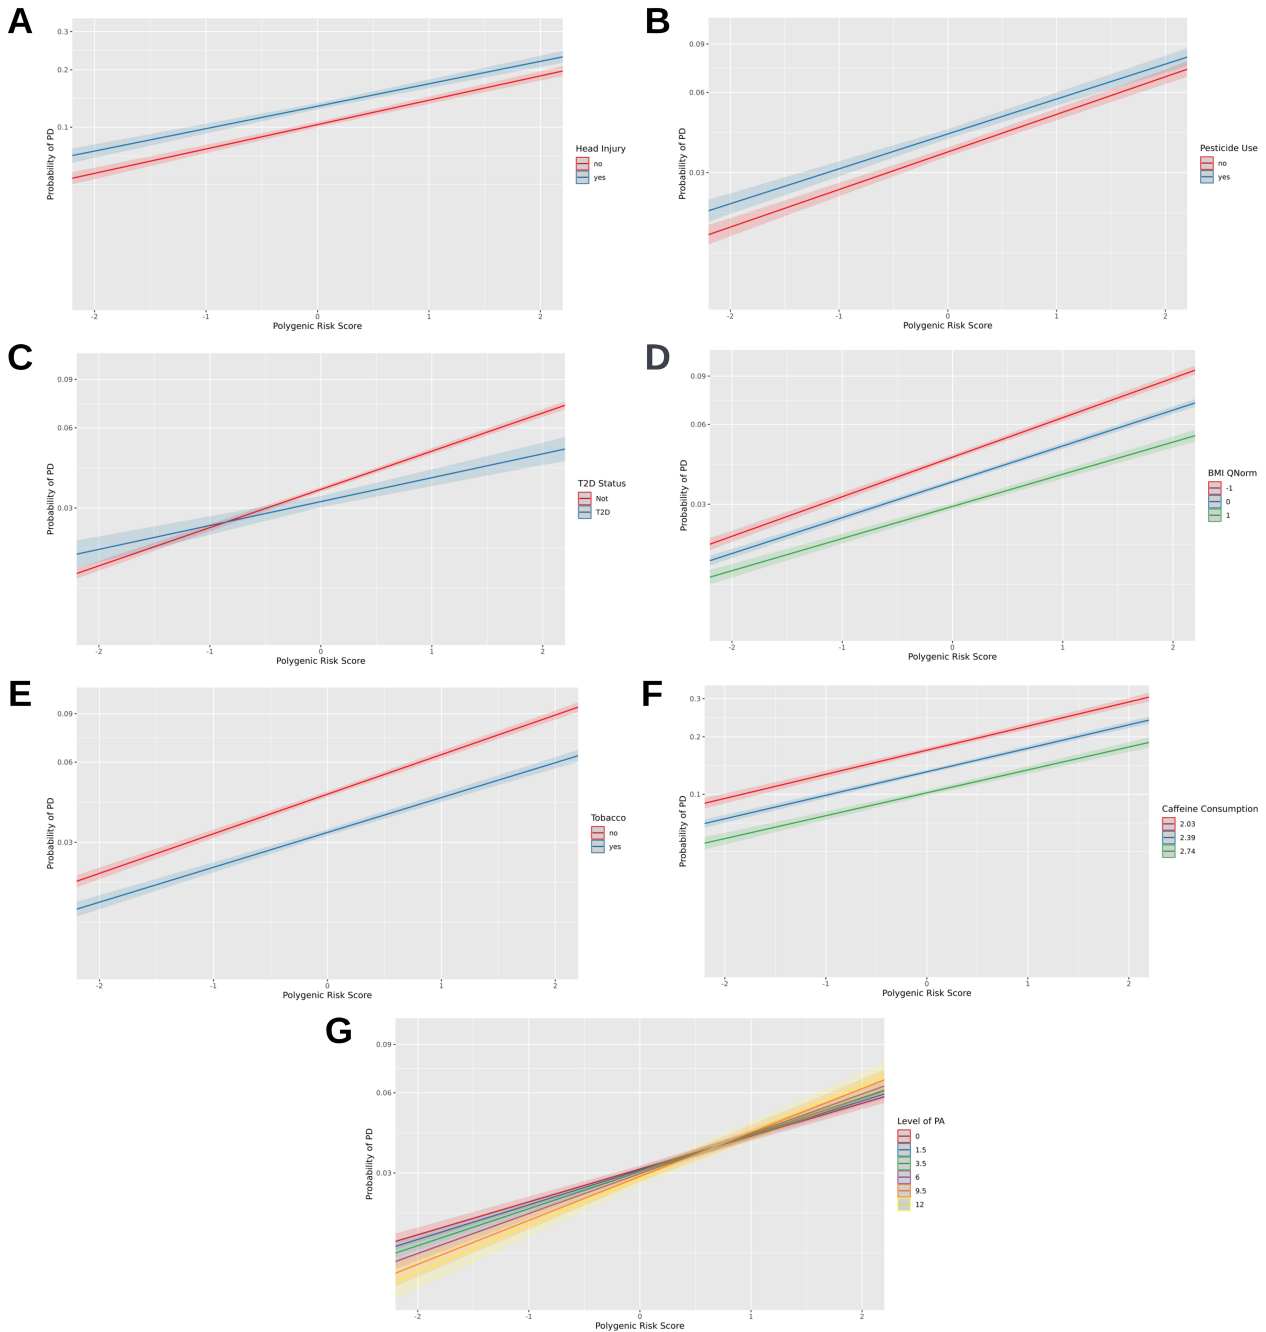 A
Probability of PD
0.3
0.2
0.1
-2
-1
0
1
2
Polygenic Risk Score
Head Injury
no
yes
B
Probability of PD
0.09
0.06
0.03
-2
-1
0
1
2
Polygenic Risk Score
Pesticide Use
no
yes
C
Probability of PD
0.09
0.06
0.03
-2
-1
0
1
2
Polygenic Risk Score
T2D Status
Not
T2D
D
Probability of PD
0.09
0.06
0.03
-2
-1
0
1
2
Polygenic Risk Score
BMI QNorm
-1
0
1
E
Probability of PD
0.09
0.06
0.03
-2
-1
0
1
2
Polygenic Risk Score
Tobacco
no
yes
F
Probability of PD
0.3
0.2
0.1
-2
-1
0
1
2
Polygenic Risk Score
Caffeine Consumption
2.03
2.39
2.74
G
Probability of PD
0.09
0.06
0.03
-2
-1
0
1
2
Polygenic Risk Score
Level of PA
0
1.5
3.5
6
9.5
12